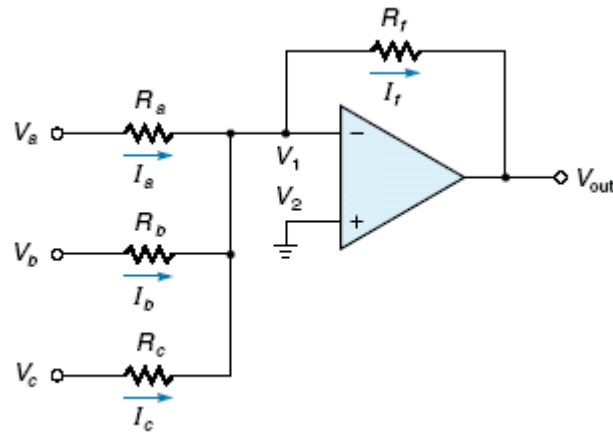 R_f
I_f
V_a
R_a
I_a
V_1
−
V_2
+
V_out
V_b
R_b
I_b
V_c
R_c
I_c